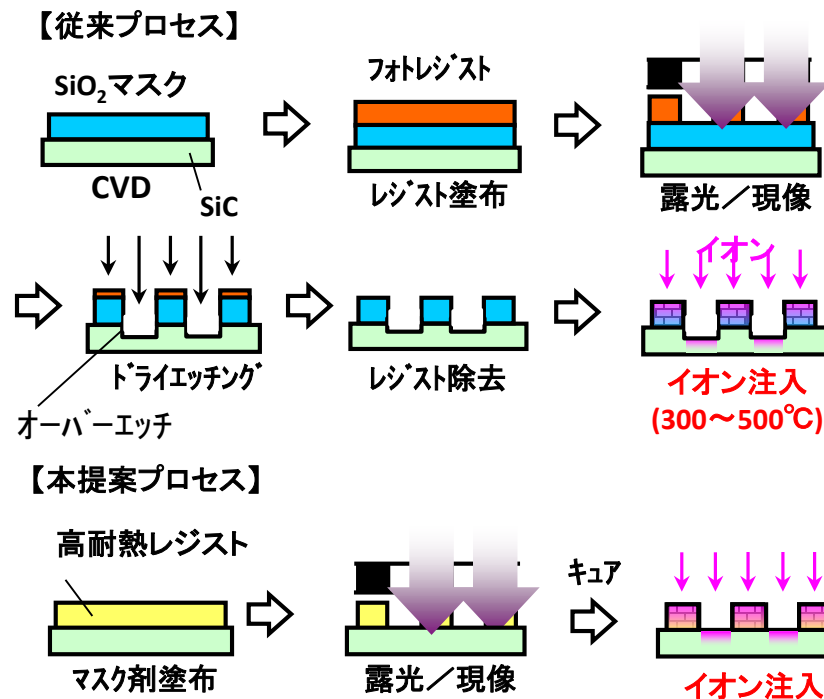 【従来プロセス】
SiO₂マスク
フォトレジスト
CVD
SiC
レジスト塗布
露光／現像
イオン
ドライエッチング
レジスト除去
イオン注入
(300～500℃)
オーバーエッチ
【本提案プロセス】
高耐熱レジスト
キュア
マスク剤塗布
露光／現像
イオン注入